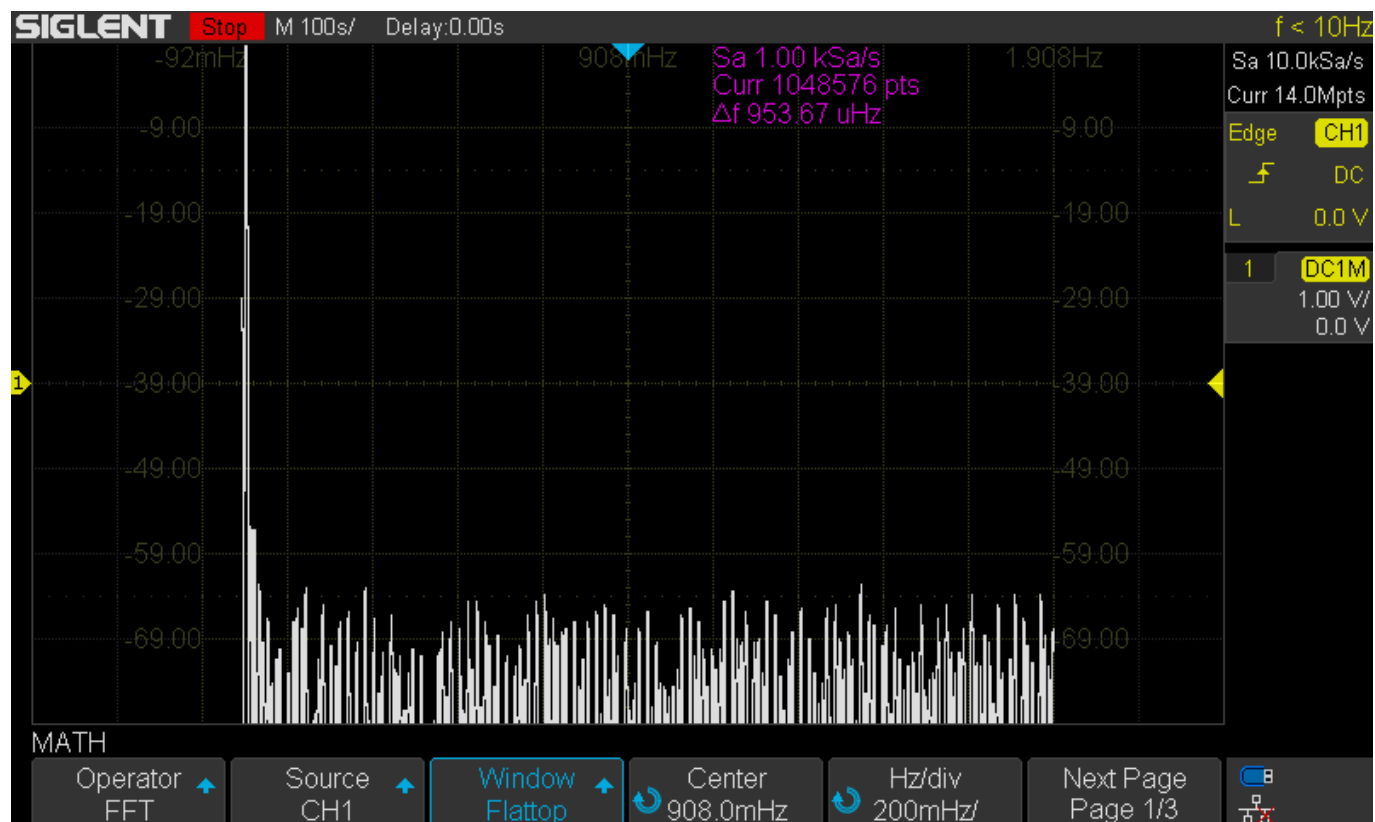 SIGLENT Stop M 100s/ Delay:0.00s f < 10Hz
-92mHz 908mHz 1.908Hz
Sa 1.00 kSa/s
Curr 1048576 pts
Δf 953.67 uHz
Sa 10.0kSa/s
Curr 14.0Mpts
Edge CH1
DC
L 0.0 V
1 DC1M
1.00 V/
0.0 V
-9.00 -9.00
-19.00 -19.00
-29.00 -29.00
1 -39.00 -39.00
-49.00 -49.00
-59.00 -59.00
-69.00 -69.00
MATH
Operator Source Window Center Hz/div Next Page
FFT CH1 Flattop 908.0mHz 200mHz/ Page 1/3